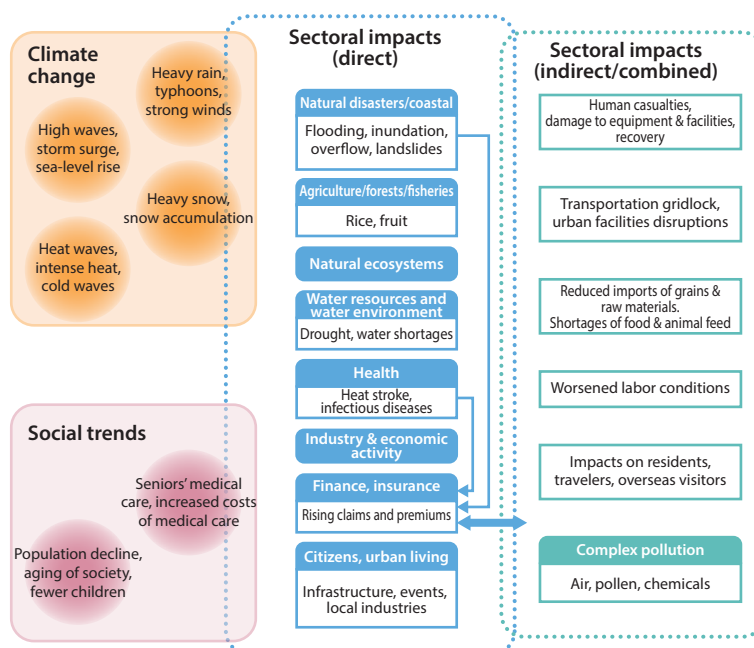 Climate
change
Heavy rain,
typhoons,
strong winds
High waves,
storm surge,
sea-level rise
Heavy snow,
snow accumulation
Heat waves,
intense heat,
cold waves
Social trends
Seniors’ medical
care, increased costs
of medical care
Population decline,
aging of society,
fewer children
Sectoral impacts
(direct)
Natural disasters/coastal
Flooding, inundation,
overflow, landslides
Agriculture/forests/fisheries
Rice, fruit
Natural ecosystems
Water resources and
water environment
Drought, water shortages
Health
Heat stroke,
infectious diseases
Industry & economic
activity
Finance, insurance
Rising claims and premiums
Citizens, urban living
Infrastructure, events,
local industries
Sectoral impacts
(indirect/combined)
Human casualties,
damage to equipment & facilities,
recovery
Transportation gridlock,
urban facilities disruptions
Reduced imports of grains &
raw materials.
Shortages of food & animal feed
Worsened labor conditions
Impacts on residents,
travelers, overseas visitors
Complex pollution
Air, pollen, chemicals